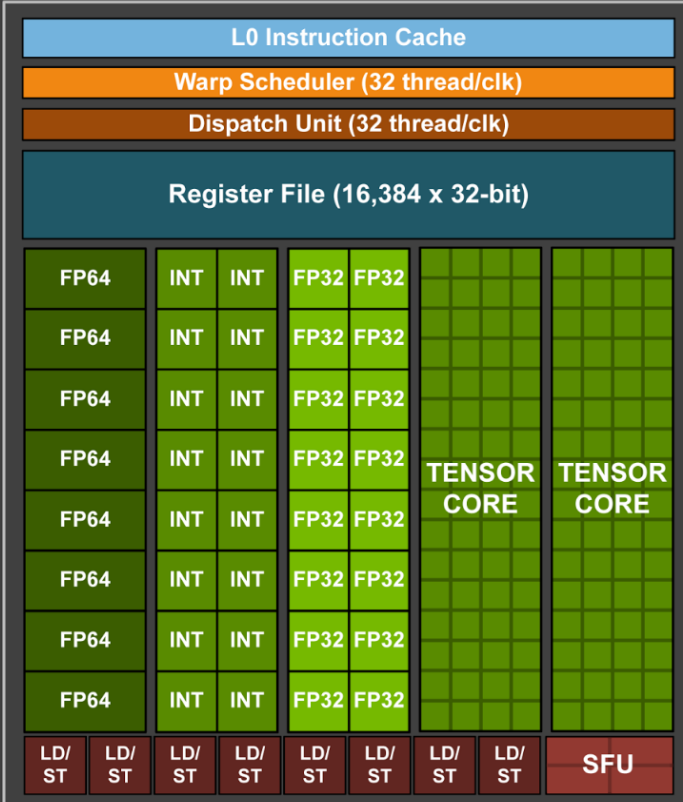 L0 Instruction Cache
Warp Scheduler (32 thread/clk)
Dispatch Unit (32 thread/clk)
Register File (16,384 x 32-bit)
FP64 INT INT FP32 FP32
FP64 INT INT FP32 FP32
FP64 INT INT FP32 FP32
FP64 INT INT FP32 FP32
TENSOR TENSOR
CORE CORE
FP64 INT INT FP32 FP32
FP64 INT INT FP32 FP32
FP64 INT INT FP32 FP32
FP64 INT INT FP32 FP32
LD/ LD/ LD/ LD/ LD/ LD/ LD/ LD/
ST ST ST ST ST ST ST ST
SFU